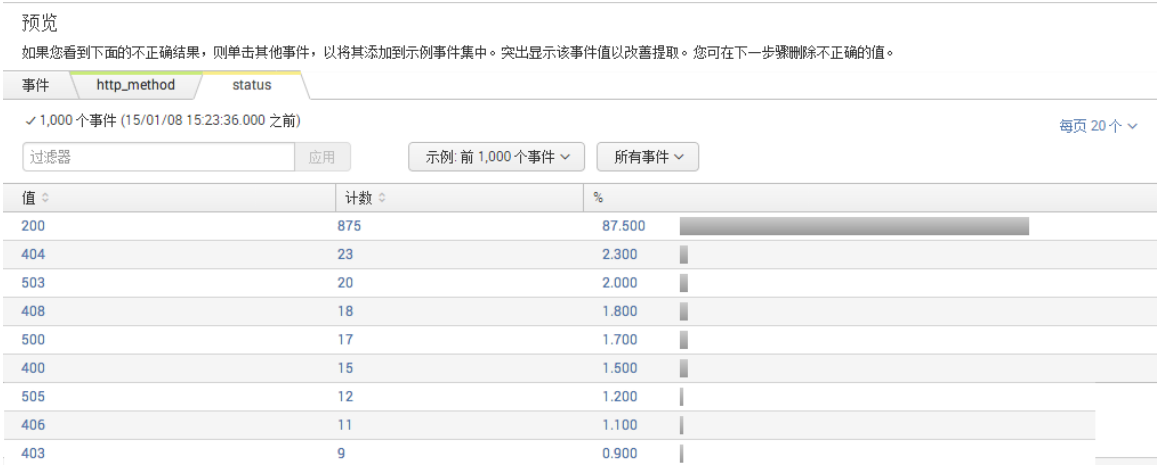 预览
如果您看到下面的不正确结果，则单击其他事件，以将其添加到示例事件集中。突出显示该事件值以改善提取。您可在下一步骤删除不正确的值。
事件 http_method status
✓ 1,000 个事件 (15/01/08 15:23:36.000 之前)
每页 20 个
过滤器 应用 示例: 前 1,000 个事件 所有事件
值 计数 %
200 875 87.500
404 23 2.300
503 20 2.000
408 18 1.800
500 17 1.700
400 15 1.500
505 12 1.200
406 11 1.100
403 9 0.900